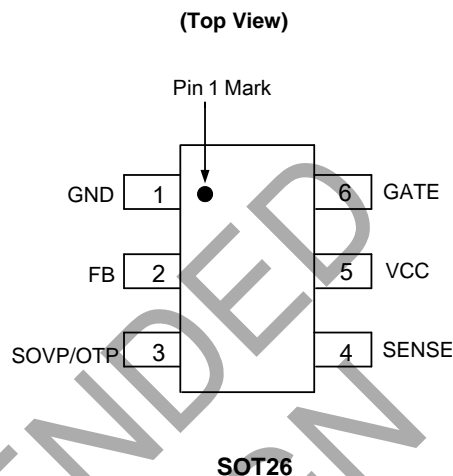 (Top View)
Pin 1 Mark
GND 1 6 GATE
FB 2 5 VCC
SOVP/OTP 3 4 SENSE
SOT26